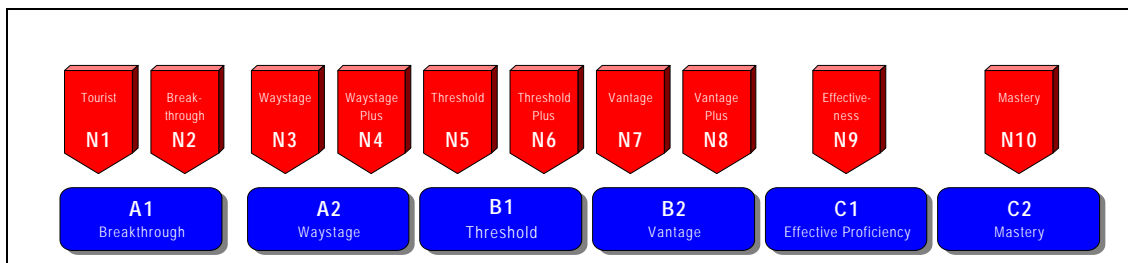 Tourist
N1
Break-
through
N2
Waystage
N3
Waystage
Plus
N4
Threshold
N5
Threshold
Plus
N6
Vantage
N7
Vantage
Plus
N8
Effective-
eness
N9
Mastery
N10
A1
Breakthrough
A2
Waystage
B1
Threshold
B2
Vantage
C1
Effective Proficiency
C2
Mastery